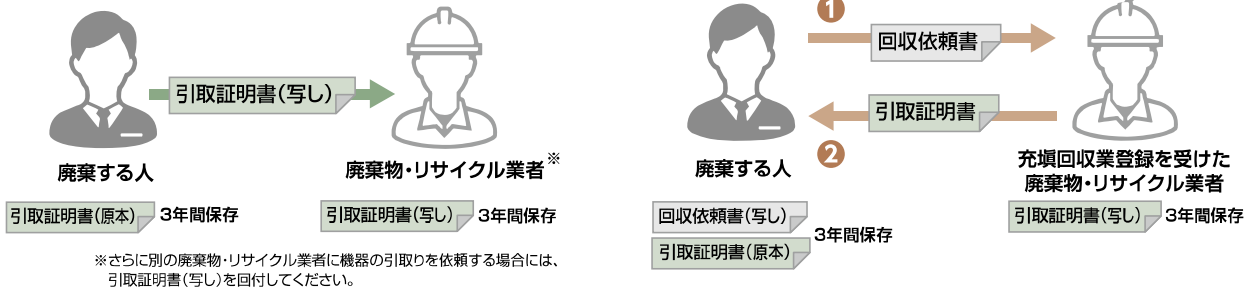 引取証明書(写し)
廃棄する人
廃棄物・リサイクル業者※
引取証明書(原本)
3年間保存
引取証明書(写し)
3年間保存
※さらに別の廃棄物・リサイクル業者に機器の引取りを依頼する場合には、
引取証明書(写し)を回付してください。
1
回収依頼書
引取証明書
2
廃棄する人
充塡回収業登録を受けた
廃棄物・リサイクル業者
回収依頼書(写し)
引取証明書(原本)
3年間保存
引取証明書(写し)
3年間保存